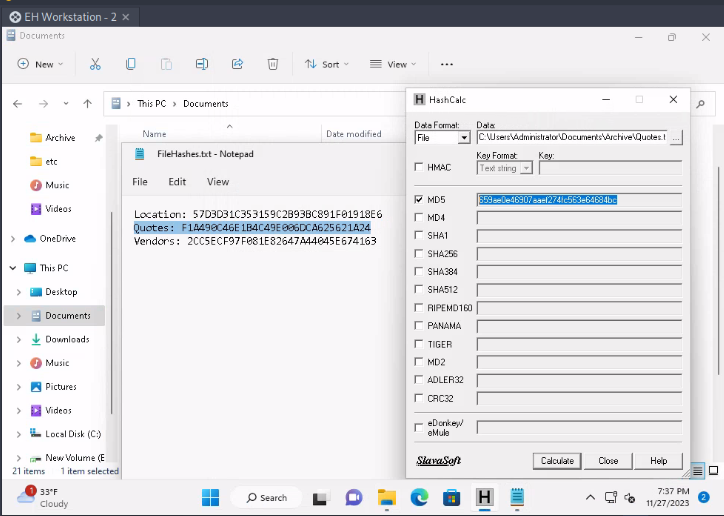 EH Workstation - 2
Documents
New
Sort
View
This PC
Documents
Name
Date modified
Archive
etc
Music
Videos
OneDrive
This PC
Desktop
Documents
Downloads
Music
Pictures
Videos
Local Disk (C:)
New Volume (E
21 items 1 item selected
FileHashes.txt - Notepad
File Edit View
Location: 57D3D31C353159C2B93BC891F01918E6
Quotes: F1A490C46E1B4C49E006DCA625621A24
Vendors: 2CC5ECF97F081E82647A44045E674163
HashCalc
Data Format: Data:
File C:\Users\Administrator\Documents\Archive\Quotes.t ...
Key Format: Key:
HMAC Text string
MD5 659ae0e46907aaef274fc563e64684bc
MD4
SHA1
SHA256
SHA384
SHA512
RIPEMD160
PANAMA
TIGER
MD2
ADLER32
CRC32
eDonkey/
eMule
SlavaSoft Calculate Close Help
1
33°F
Cloudy
Search
7:37 PM
11/27/2023
2